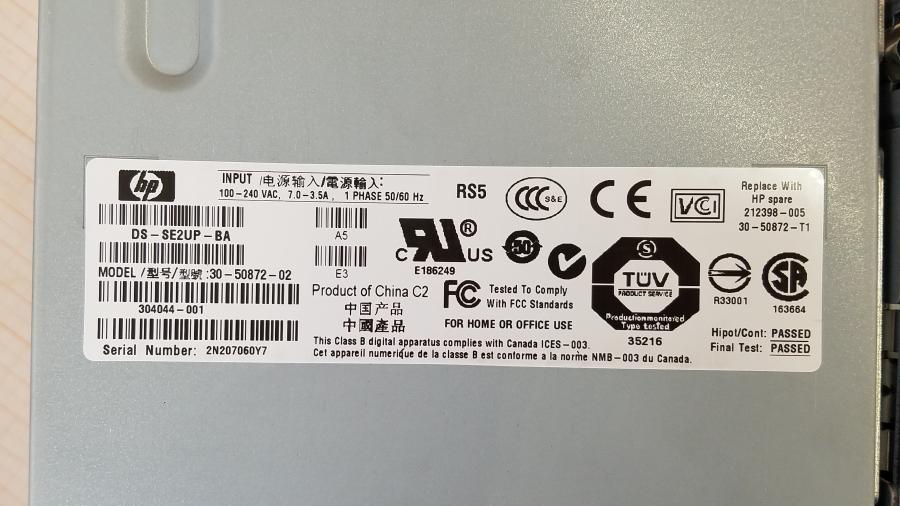 hp
INPUT /电源输入/電源輸入:
100-240 VAC, 7.0-3.5A, 1 PHASE 50/60 Hz
DS-SE2UP-BA
A5
MODEL/型号/型號:30-50872-02
E3
304044-001
Serial Number: 2N207060Y7
Product of China C2
中国产品
中國產品
RS5
CCC S&E
CE
VCI
Replace With
HP spare
212398-005
30-50872-T1
C RU ® US
E186249
FC Tested To Comply
With FCC Standards
FOR HOME OR OFFICE USE
S
TÜV
PRODUCT SERVICE
Production monitored
Type tested
35216
R33001
SA
163664
Hipot/Cont: PASSED
Final Test: PASSED
This Class B digital apparatus complies with Canada ICES-003.
Cet appareil numerique de la classe B est conforme a la norme NMB-003 du Canada.